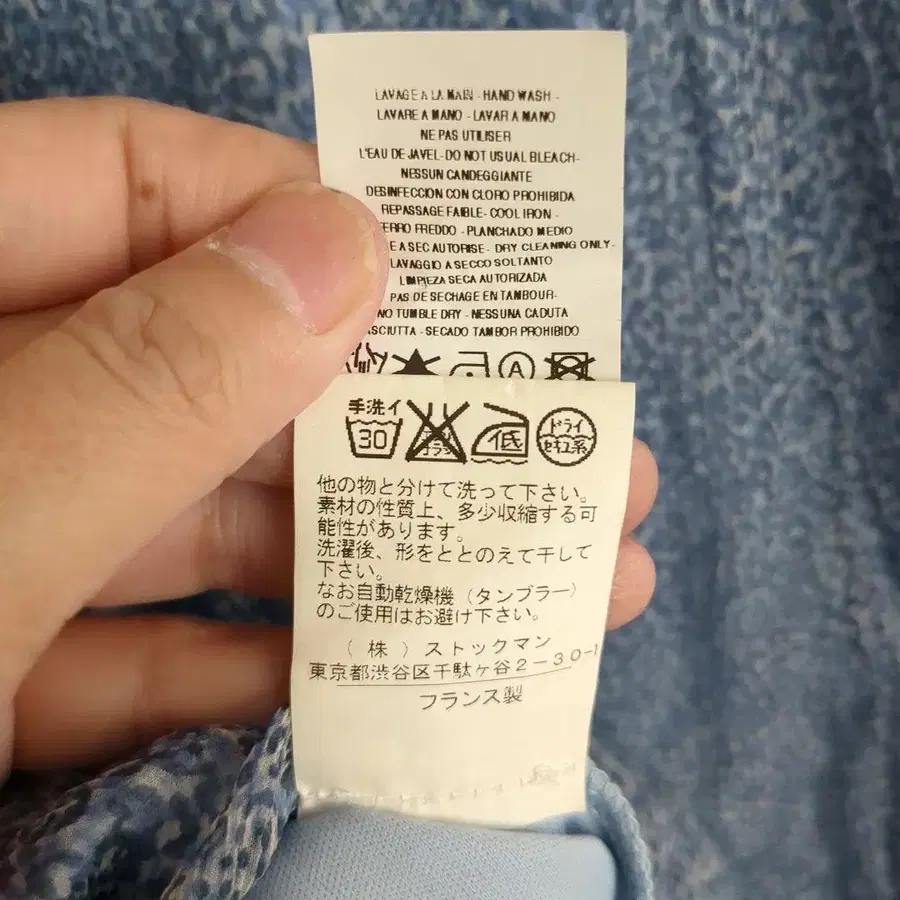 LAVAGE A LA MAIN - HAND WASH -
LAVARE A MANO - LAVAR A MANO
NE PAS UTILISER
L'EAU DE JAVEL-DO NOT USUAL BLEACH-
NESSUN CANDEGGIANTE
DESINFECCION CON CLORO PROHIBIDA
REPASSAGE FAIBLE - COOL IRON -
FERRO FREDDO - PLANCHADO MEDIO
E A SEC AUTORISE - DRY CLEANING ONLY -
LAVAGGIO A SECCO SOLTANTO
LIMPIEZA SECA AUTORIZADA
PAS DE SECHAGE EN TAMBOUR-
NO TUMBLE DRY - NESSUNA CADUTA
ASCIUTTA - SECADO TAMBOR PROHIBIDO
A
手洗イ
30
低
ドライ
セキユ系
他の物と分けて洗って下さい。
素材の性質上、多少収縮する可
能性があります。
洗濯後、形をととのえて干して
下さい。
なお自動乾燥機（タンブラー）
のご使用はお避け下さい。
（株）ストックマン
東京都渋谷区千駄ヶ谷2-30-1
フランス製